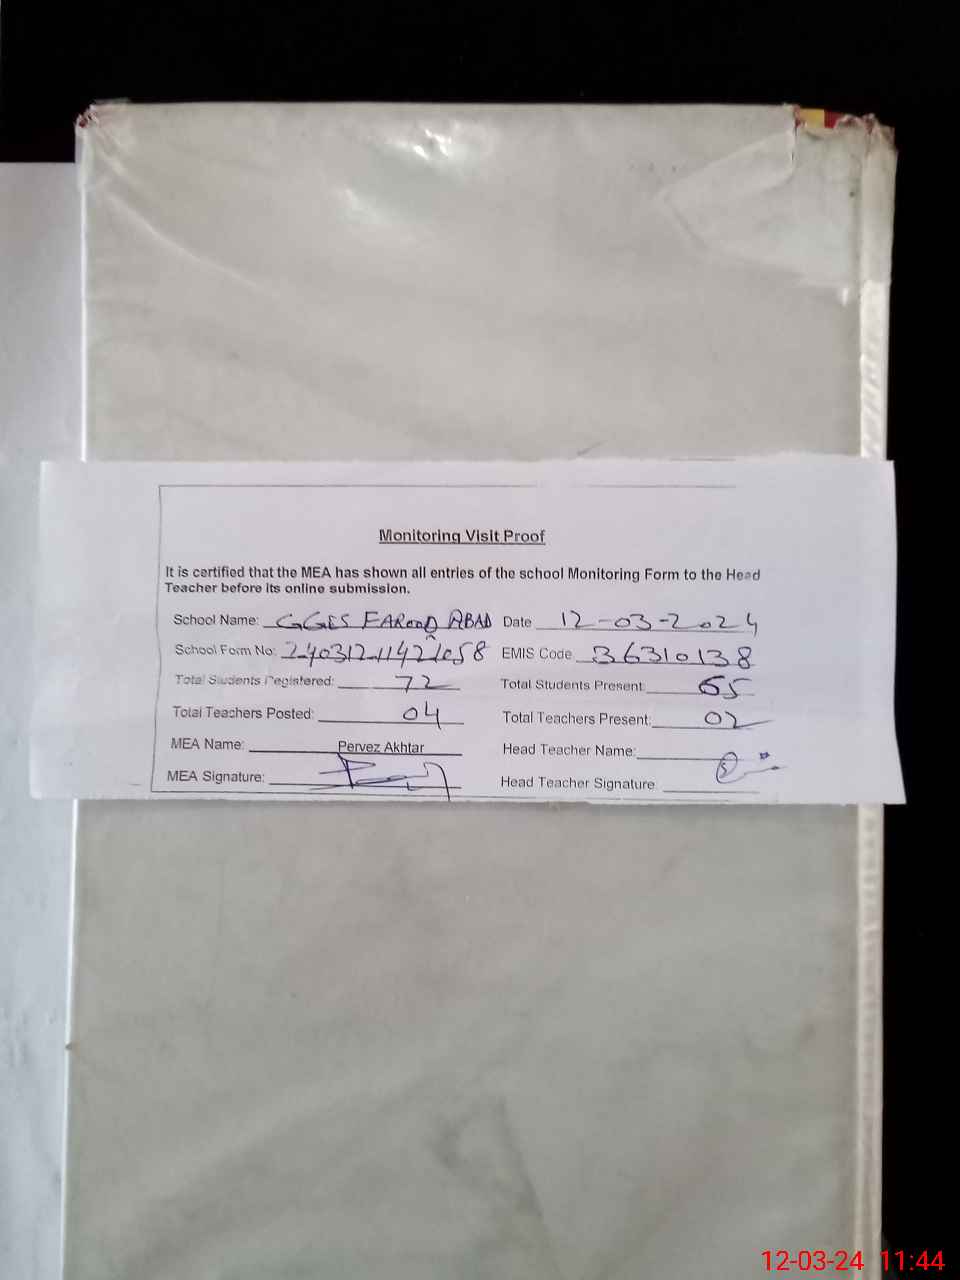 Monitoring Visit Proof
It is certified that the MEA has shown all entries of the school Monitoring Form to the Head
Teacher before its online submission.
School Name: GGES FAROOQ ABAD Date 12-03-2024
School Form No: EMIS Code 36310138
Total Students Registered: 72 Total Students Present: 65
Total Teachers Posted: 04 Total Teachers Present: 02
MEA Name: Pervez Akhtar Head Teacher Name:
MEA Signature: Head Teacher Signature
12-03-24 11:44